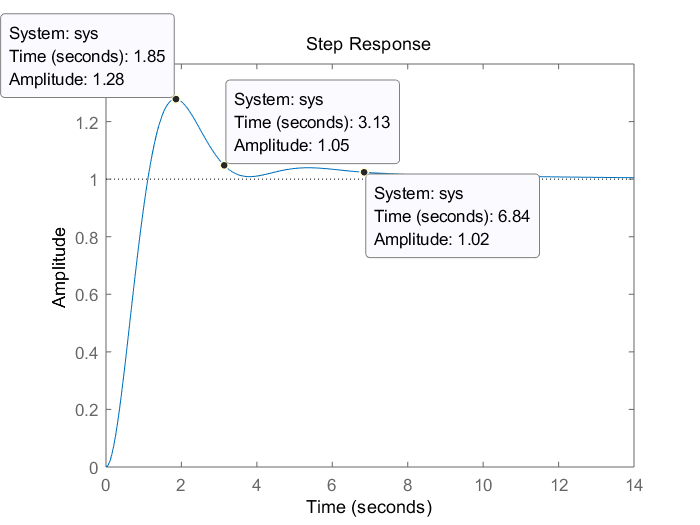 System: sys
Time (seconds): 1.85
Amplitude: 1.28
Step Response
System: sys
Time (seconds): 3.13
Amplitude: 1.05
System: sys
Time (seconds): 6.84
Amplitude: 1.02
Amplitude
1.2
1
0.8
0.6
0.4
0.2
0
0 2 4 6 8 10 12 14
Time (seconds)